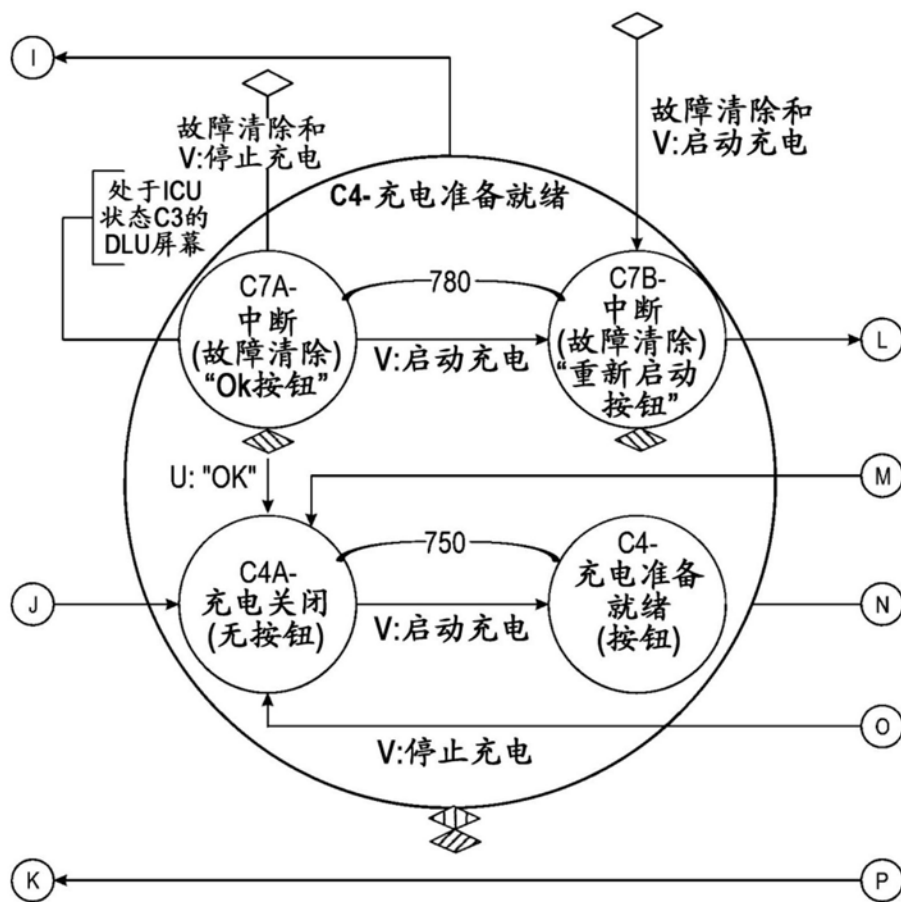 I
故障清除和
V:停止充电
故障清除和
V:启动充电
处于ICU
状态C3的
DLU屏幕
C4-充电准备就绪
C7A-
中断
(故障清除)
“Ok按钮”
780
V:启动充电
C7B-
中断
(故障清除)
“重新启动
按钮”
L
U: "OK"
M
J
C4A-
充电关闭
(无按钮)
750
V:启动充电
C4-
充电准备
就绪
(按钮)
N
V:停止充电
O
K
P